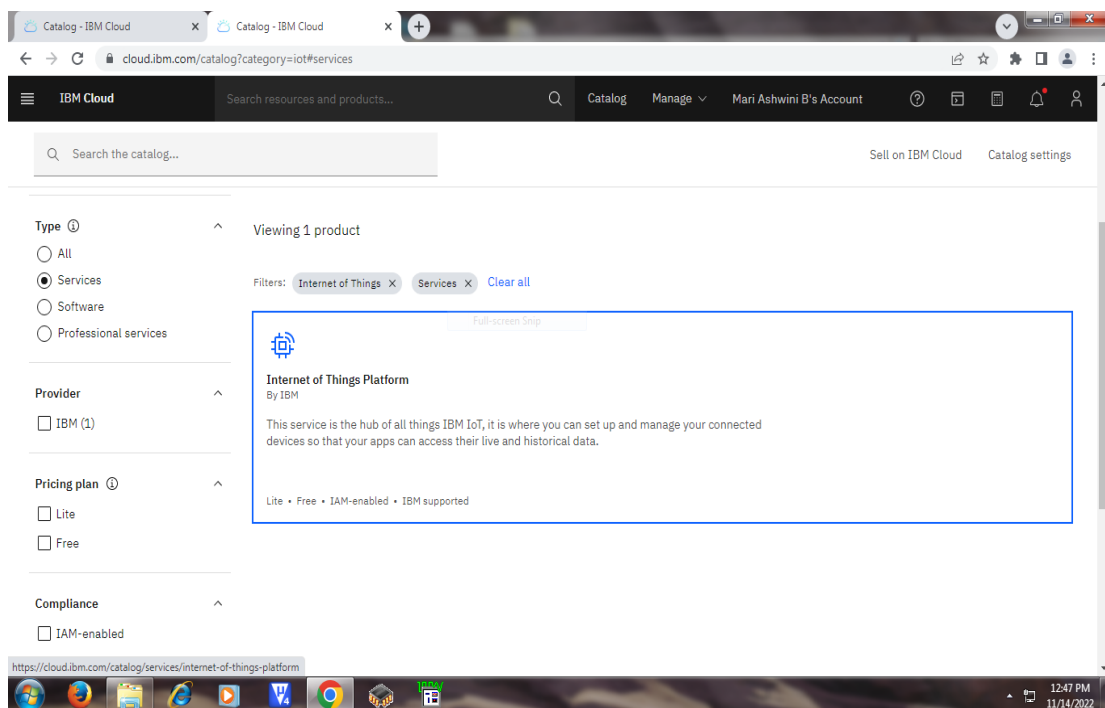 Catalog - IBM Cloud
Catalog - IBM Cloud
cloud.ibm.com/catalog?category=iot#services
IBM Cloud
Search resources and products...
Catalog
Manage
Mari Ashwini B's Account
Search the catalog...
Sell on IBM Cloud
Catalog settings
Type
All
Services
Software
Professional services
Provider
IBM (1)
Pricing plan
Lite
Free
Compliance
IAM-enabled
Viewing 1 product
Filters: Internet of Things Services Clear all
Full-screen Snip
Internet of Things Platform
By IBM
This service is the hub of all things IBM IoT, it is where you can set up and manage your connected
devices so that your apps can access their live and historical data.
Lite • Free • IAM-enabled • IBM supported
https://cloud.ibm.com/catalog/services/internet-of-things-platform
12:47 PM
11/14/2022